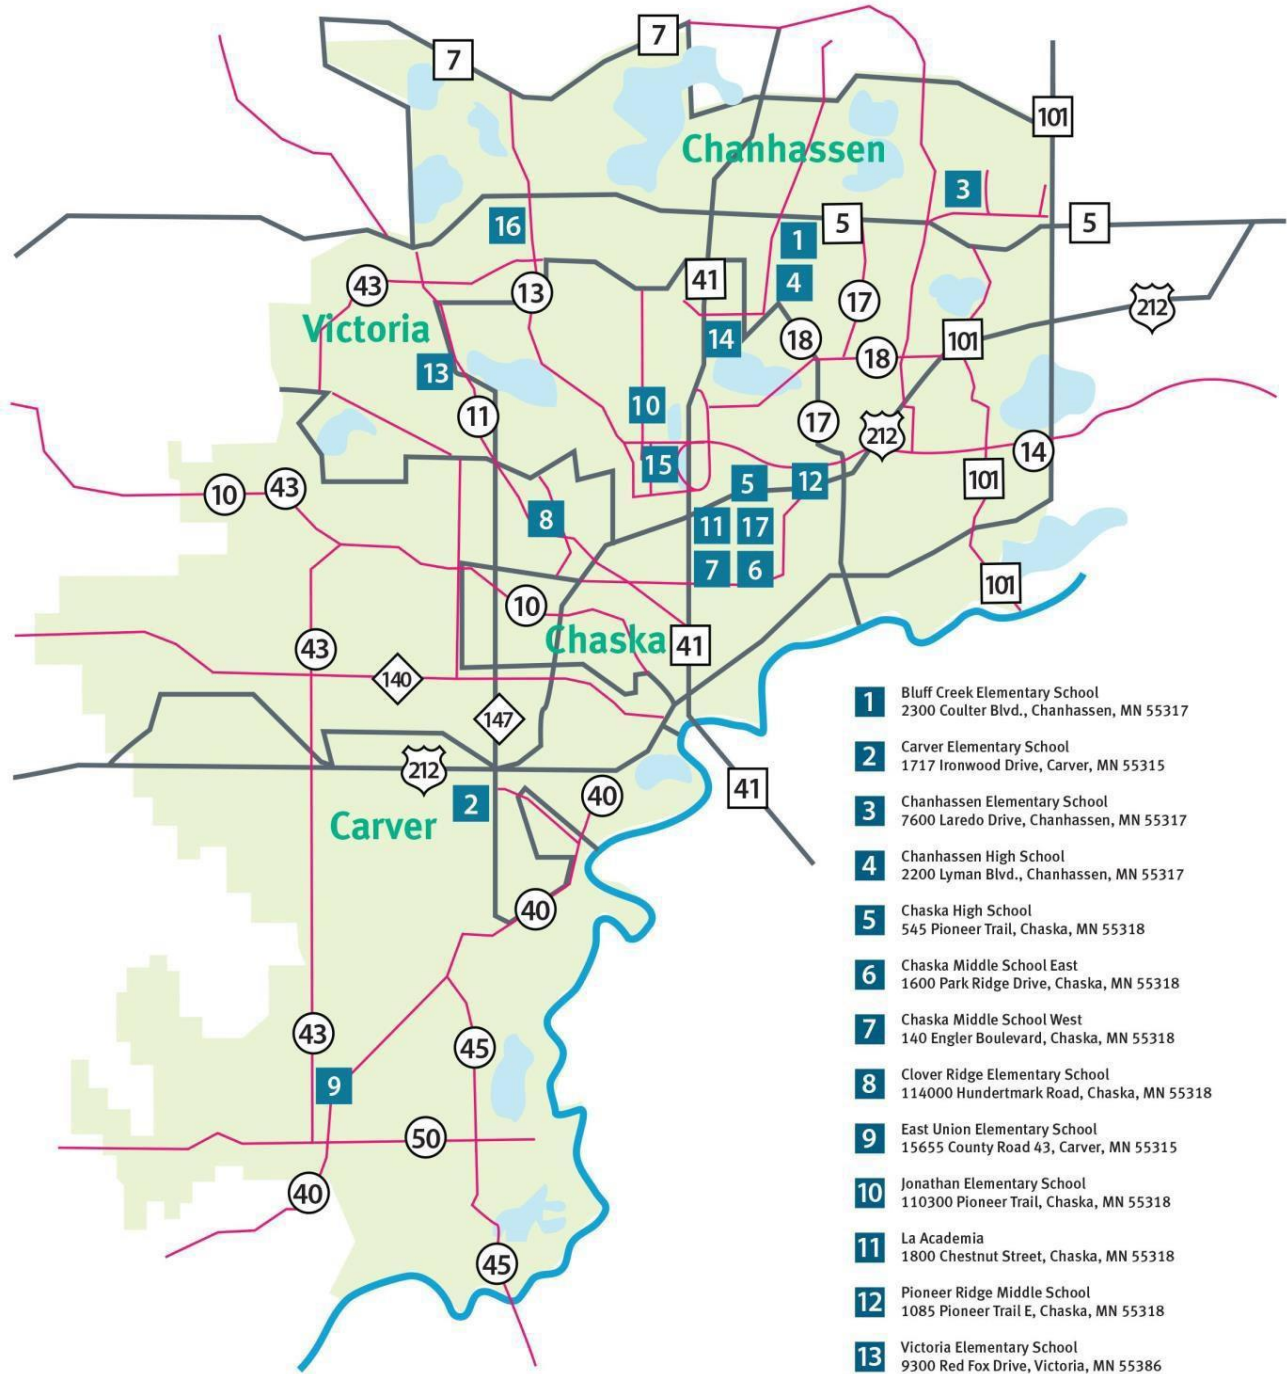 7
7
101
Chanhassen
3
16
1
5
5
43
13
41
4
17
212
Victoria
14
18
18
101
13
10
11
17
212
14
10
43
15
5
12
101
8
11
17
7
6
101
10
43
Chaska
41
140
147
212
41
2
40
Carver
40
43
45
9
50
40
45
1 Bluff Creek Elementary School
2300 Coulter Blvd., Chanhassen, MN 55317
2 Carver Elementary School
1717 Ironwood Drive, Carver, MN 55315
3 Chanhassen Elementary School
7600 Laredo Drive, Chanhassen, MN 55317
4 Chanhassen High School
2200 Lyman Blvd., Chanhassen, MN 55317
5 Chaska High School
545 Pioneer Trail, Chaska, MN 55318
6 Chaska Middle School East
1600 Park Ridge Drive, Chaska, MN 55318
7 Chaska Middle School West
140 Engler Boulevard, Chaska, MN 55318
8 Clover Ridge Elementary School
114000 Hundertmark Road, Chaska, MN 55318
9 East Union Elementary School
15655 County Road 43, Carver, MN 55315
10 Jonathan Elementary School
110300 Pioneer Trail, Chaska, MN 55318
11 La Academia
1800 Chestnut Street, Chaska, MN 55318
12 Pioneer Ridge Middle School
1085 Pioneer Trail E, Chaska, MN 55318
13 Victoria Elementary School
9300 Red Fox Drive, Victoria, MN 55386